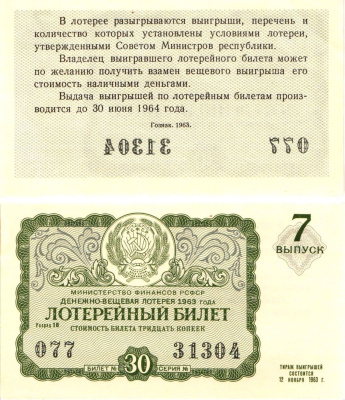 В лотерее разыгрываются выигрыши, перечень и
количество которых установлены условиями лотереи,
утвержденными Советом Министров республики.
Владелец выигравшего лотерейного билета может
по желанию получить взамен вещевого выигрыша его
стоимость наличными деньгами.
Выдача выигрышей по лотерейным билетам произ-
водится до 30 июня 1964 года.
Гознак. 1963.
31304 077
7
ВЫПУСК
МИНИСТЕРСТВО ФИНАНСОВ РСФСР
ДЕНЕЖНО-ВЕЩЕВАЯ ЛОТЕРЕЯ 1963 ГОДА
Разряд
ЛОТЕРЕЙНЫЙ БИЛЕТ
СТОИМОСТЬ БИЛЕТА ТРИДЦАТЬ КОПЕЕК
077 31304
БИЛЕТ № 30 СЕРИЯ №
ТИРАЖ ВЫИГРЫШЕЙ
СОСТОИТСЯ
12 НОЯБРЯ 1963 Г.